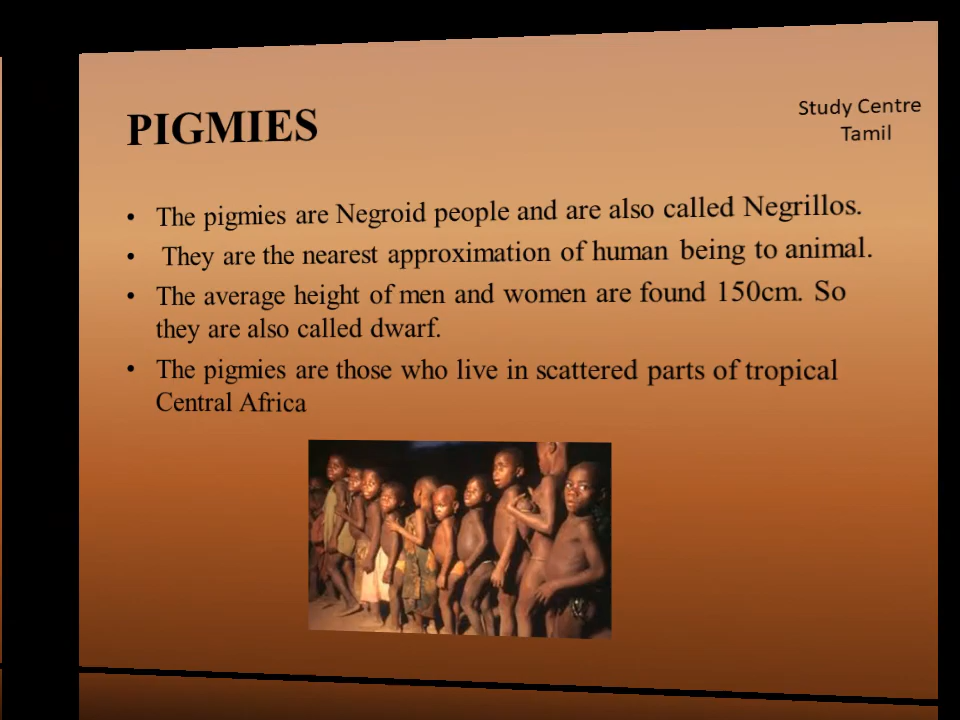 PIGMIES
Study Centre
Tamil
• The pigmies are Negroid people and are also called Negrillos.
• They are the nearest approximation of human being to animal.
• The average height of men and women are found 150cm. So
they are also called dwarf.
• The pigmies are those who live in scattered parts of tropical
Central Africa